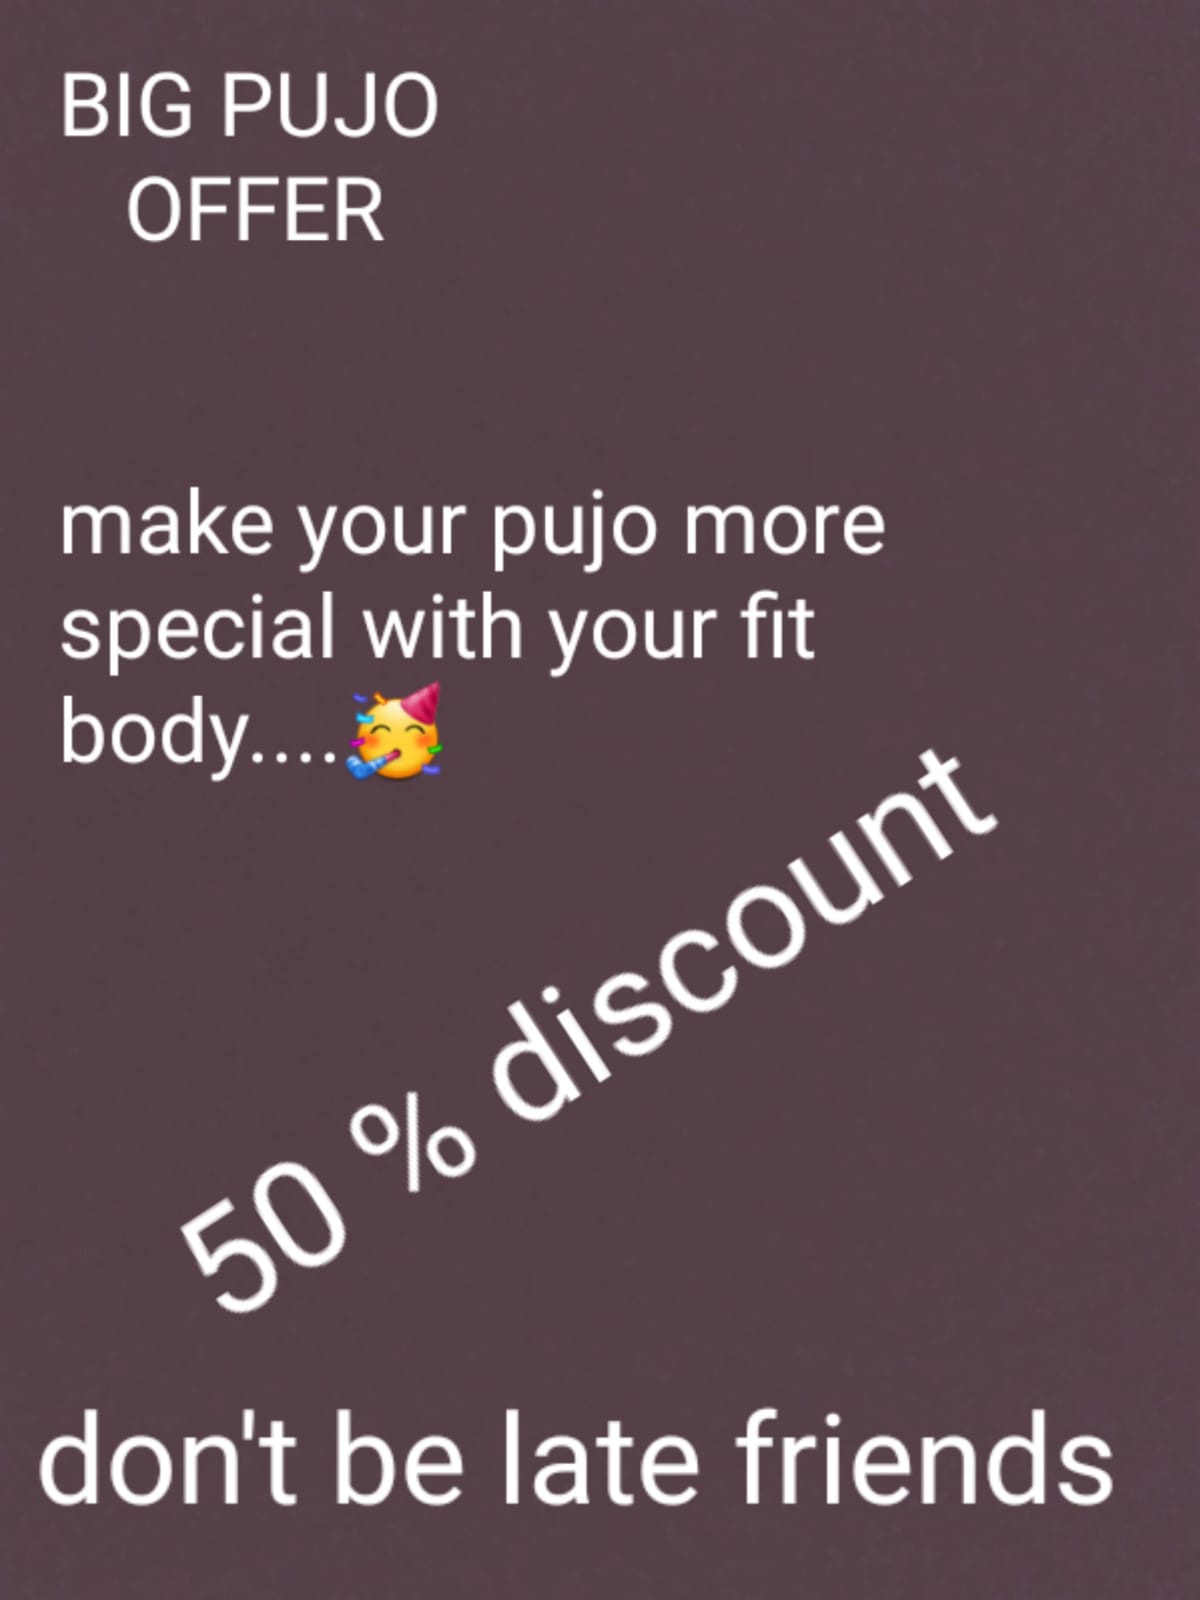 BIG PUJO
OFFER
make your pujo more
special with your fit
body....🥳
50 % discount
don't be late friends